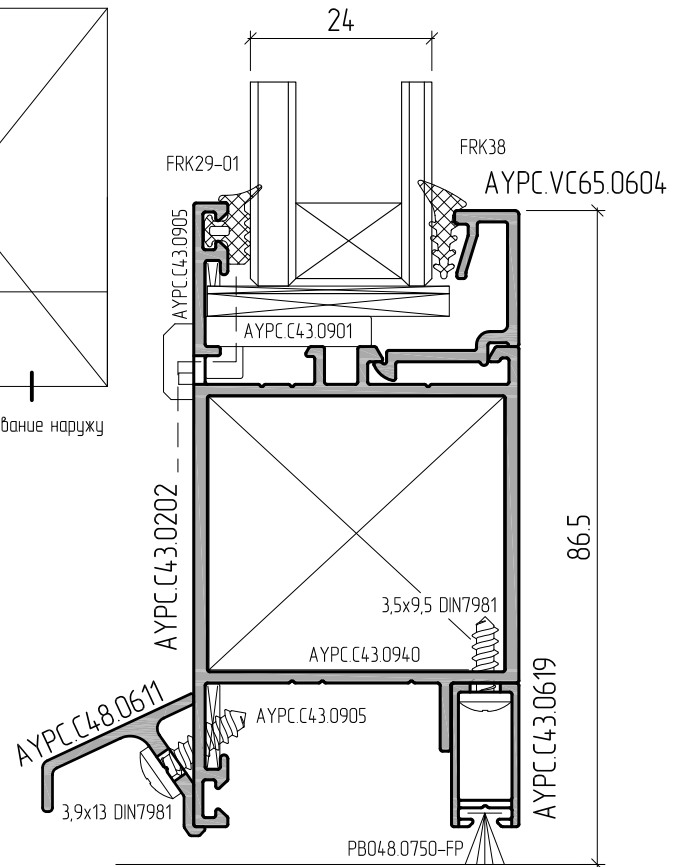 24
FRK29-01
FRK38
AYPC.VC65.0604
AYPC.C43.0905
AYPC.C43.0901
вание наружу
AYPC.C43.0202
86.5
3,5x9,5 DIN7981
AYPC.C43.0940
AYPC.C48.0611
AYPC.C43.0905
AYPC.C43.0619
3,9x13 DIN7981
PB048.0750-FP